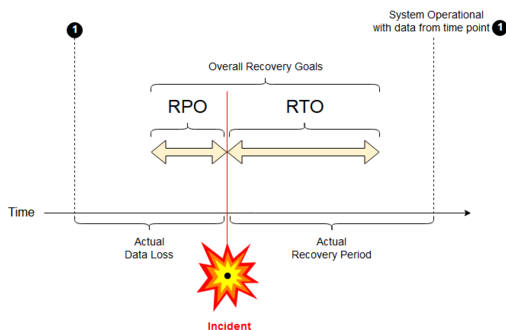 System Operational
with data from time point 1
1
Overall Recovery Goals
RPO
RTO
Time
Actual
Data Loss
Actual
Recovery Period
Incident